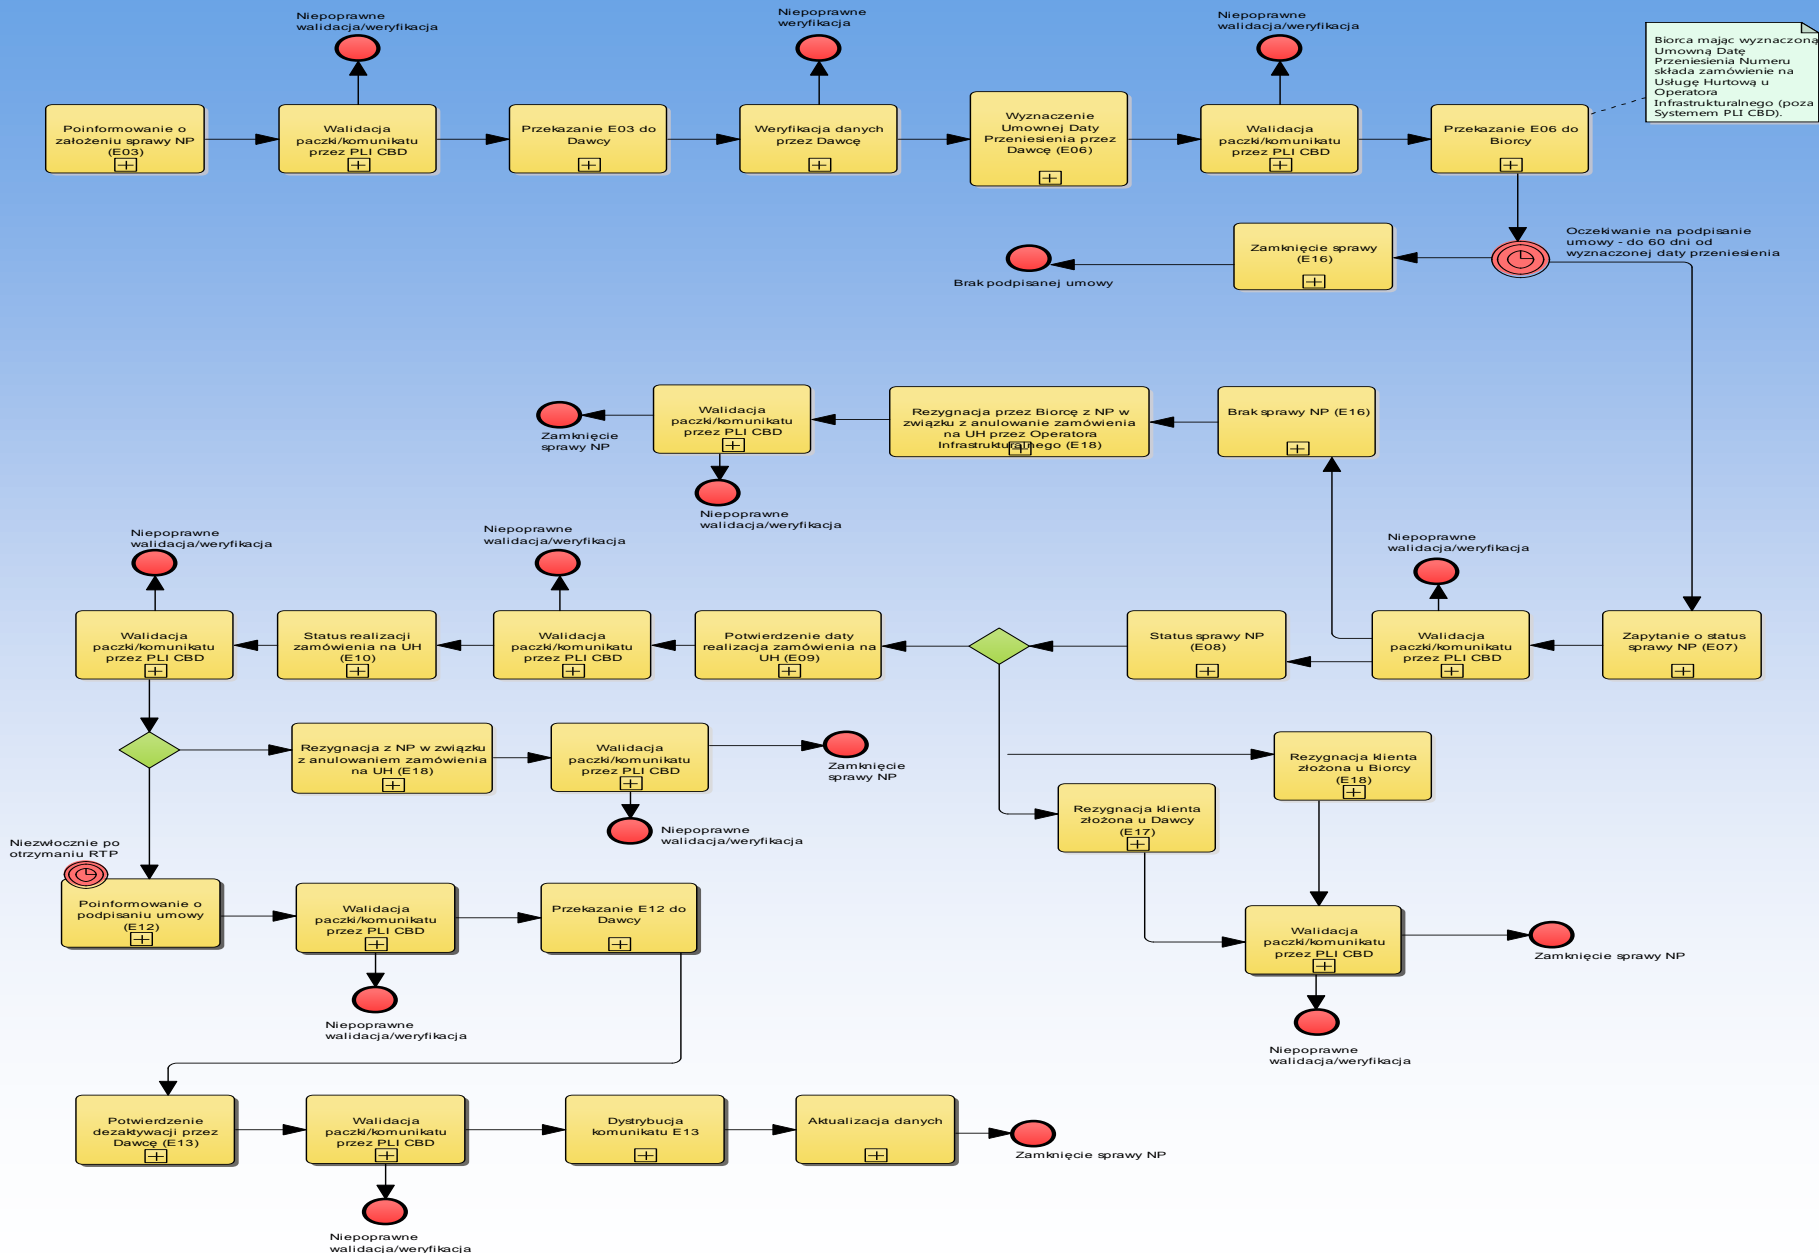 Niepoprawne
walidacja/weryfikacja
Niepoprawne
weryfikacja
Niepoprawne
walidacja/weryfikacja
Biorca mając wyznaczoną
Umowną Datę
Przeniesienia Numeru
składa zamówienie na
Usługę Hurtową u
Operatora
Infrastrukturalnego (poza
Systemem PLI CBD).
Poinformowanie o
założeniu sprawy NP
(E03)
Walidacja
paczki/komunikatu
przez PLI CBD
Przekazanie E03 do
Dawcy
Weryfikacja danych
przez Dawcę
Wyznaczenie
Umownej Daty
Przeniesienia przez
Dawcę (E06)
Walidacja
paczki/komunikatu
przez PLI CBD
Przekazanie E06 do
Biorcy
Oczekiwanie na podpisanie
umowy - do 60 dni od
wyznaczonej daty przeniesienia
Zamknięcie sprawy
(E16)
Brak podpisanej umowy
Zamknięcie
sprawy NP
Walidacja
paczki/komunikatu
przez PLI CBD
Rezygnacja przez Biorcę z NP w
związku z anulowanie zamówienia
na UH przez Operatora
Infrastrukturalnego (E18)
Brak sprawy NP (E16)
Niepoprawne
walidacja/weryfikacja
Niepoprawne
walidacja/weryfikacja
Niepoprawne
walidacja/weryfikacja
Niepoprawne
walidacja/weryfikacja
Walidacja
paczki/komunikatu
przez PLI CBD
Status realizacji
zamówienia na UH
(E10)
Walidacja
paczki/komunikatu
przez PLI CBD
Potwierdzenie daty
realizacja zamówienia na
UH (E09)
Status sprawy NP
(E08)
Walidacja
paczki/komunikatu
przez PLI CBD
Zapytanie o status
sprawy NP (E07)
Rezygnacja z NP w związku
z anulowaniem zamówienia
na UH (E18)
Walidacja
paczki/komunikatu
przez PLI CBD
Zamknięcie
sprawy NP
Niepoprawne
walidacja/weryfikacja
Rezygnacja klienta
złożona u Biorcy
(E18)
Rezygnacja klienta
złożona u Dawcy
(E17)
Niezwłocznie po
otrzymaniu RTP
Poinformowanie o
podpisaniu umowy
(E12)
Walidacja
paczki/komunikatu
przez PLI CBD
Przekazanie E12 do
Dawcy
Walidacja
paczki/komunikatu
przez PLI CBD
Zamknięcie sprawy NP
Niepoprawne
walidacja/weryfikacja
Niepoprawne
walidacja/weryfikacja
Potwierdzenie
dezaktywacji przez
Dawcę (E13)
Walidacja
paczki/komunikatu
przez PLI CBD
Dystrybucja
komunikatu E13
Aktualizacja danych
Zamknięcie sprawy NP
Niepoprawne
walidacja/weryfikacja